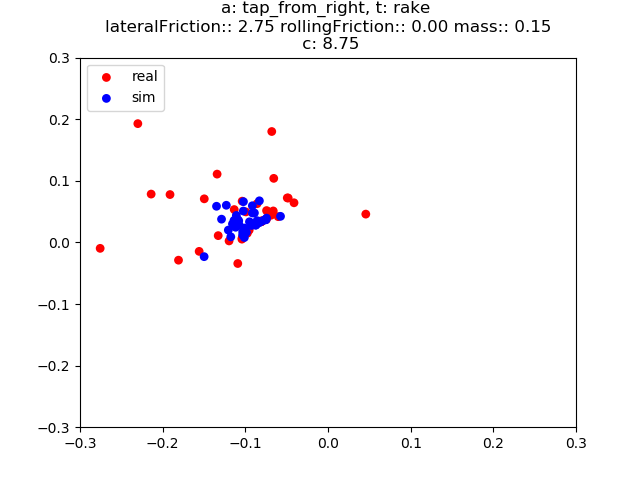 a: tap_from_right, t: rake
lateralFriction:: 2.75 rollingFriction:: 0.00 mass:: 0.15
c: 8.75
real
sim
0.3
0.2
0.1
0.0
−0.1
−0.2
−0.3
−0.3
−0.2
−0.1
0.0
0.1
0.2
0.3